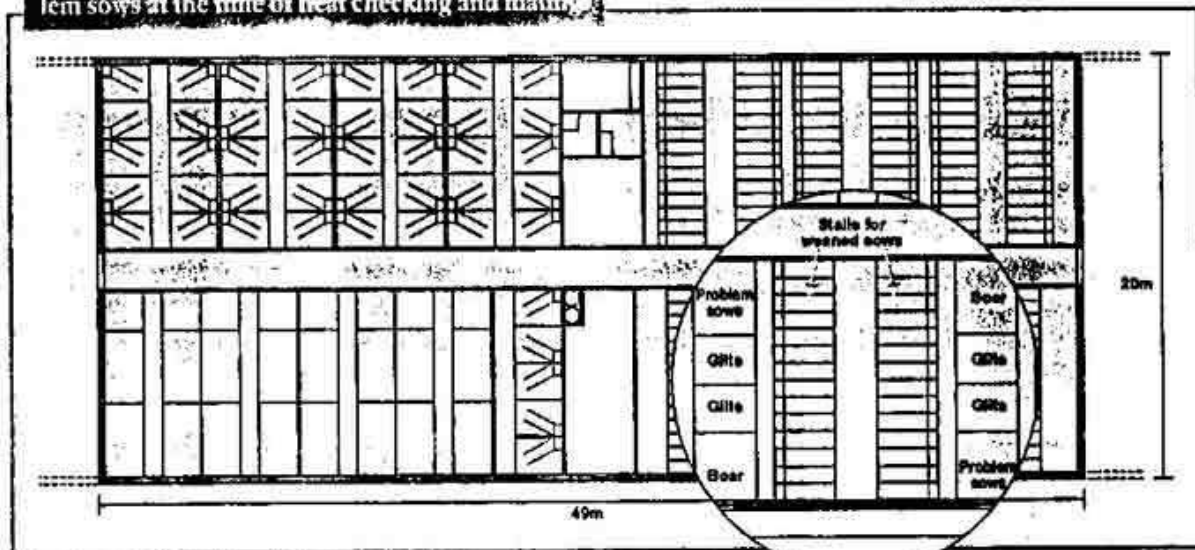 lem sows at the time of heat checking and mating.
Stalls for
weaned sows
Problem
sows
Boar
Gilts
Gilts
Gilts
Gilts
Boar
Problem
sows
20m
49m